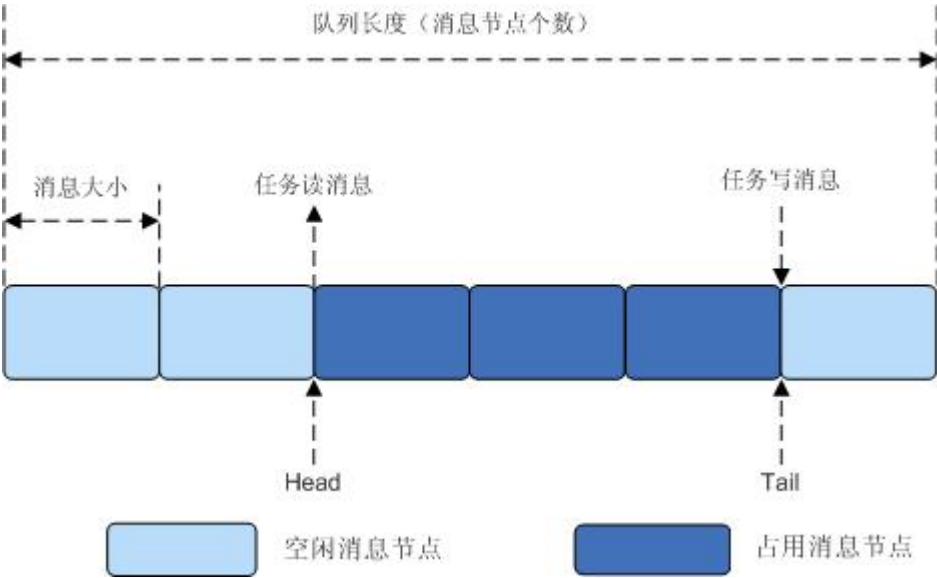 队列长度（消息节点个数）
消息大小
任务读消息
任务写消息
Head
Tail
空闲消息节点
占用消息节点